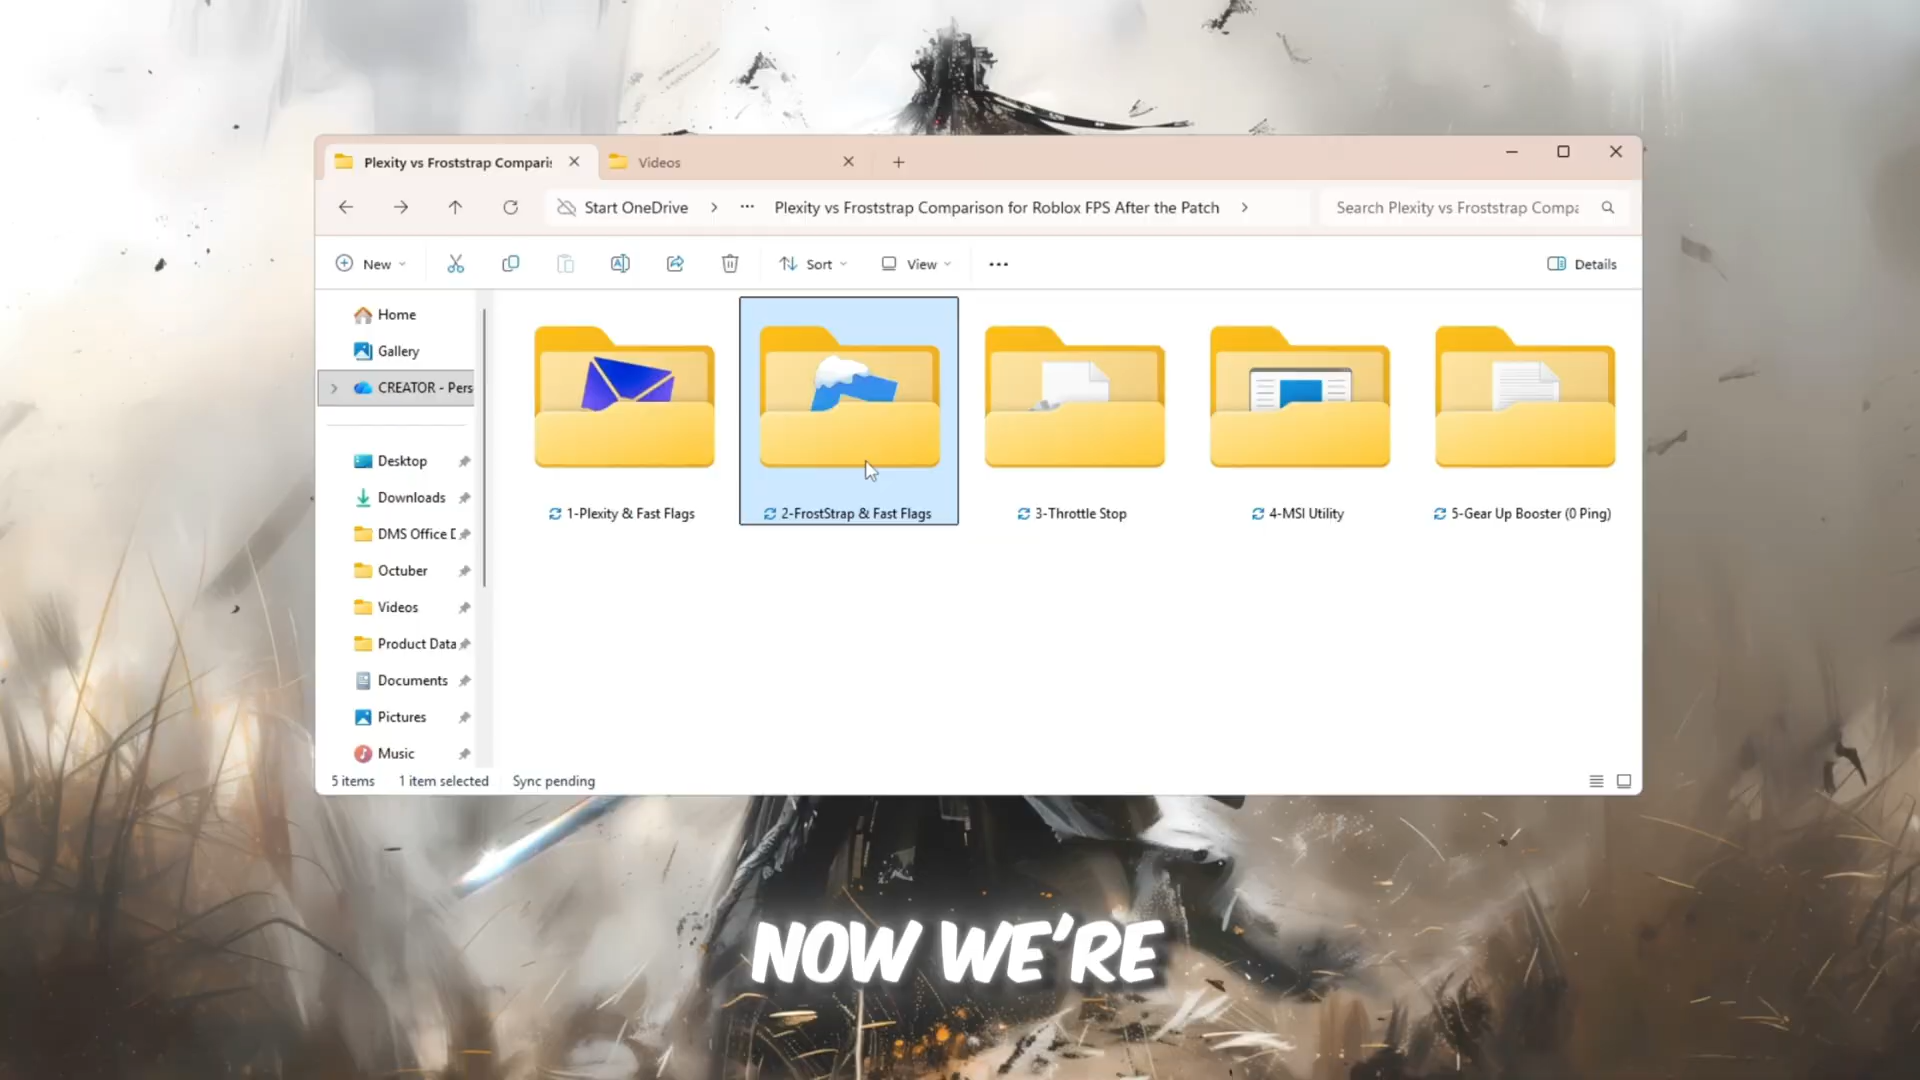 Plexity vs Froststrap Comparis
Videos
Start OneDrive
Plexity vs Froststrap Comparison for Roblox FPS After the Patch
Search Plexity vs Froststrap Compa
New
Sort
View
Details
Home
Gallery
CREATOR - Pers
Desktop
Downloads
DMS Office D
Octuber
Videos
Product Data
Documents
Pictures
Music
1-Plexity & Fast Flags
2-FrostStrap & Fast Flags
3-Throttle Stop
4-MSI Utility
5-Gear Up Booster (0 Ping)
5 items
1 item selected
Sync pending
NOW WE'RE